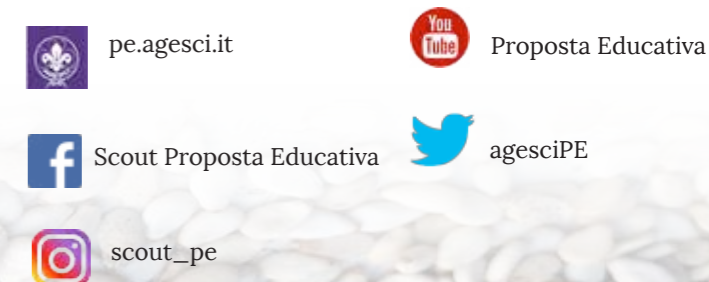 pe.agesci.it
You
Tube
Proposta Educativa
f
Scout Proposta Educativa
agesciPE
scout_pe